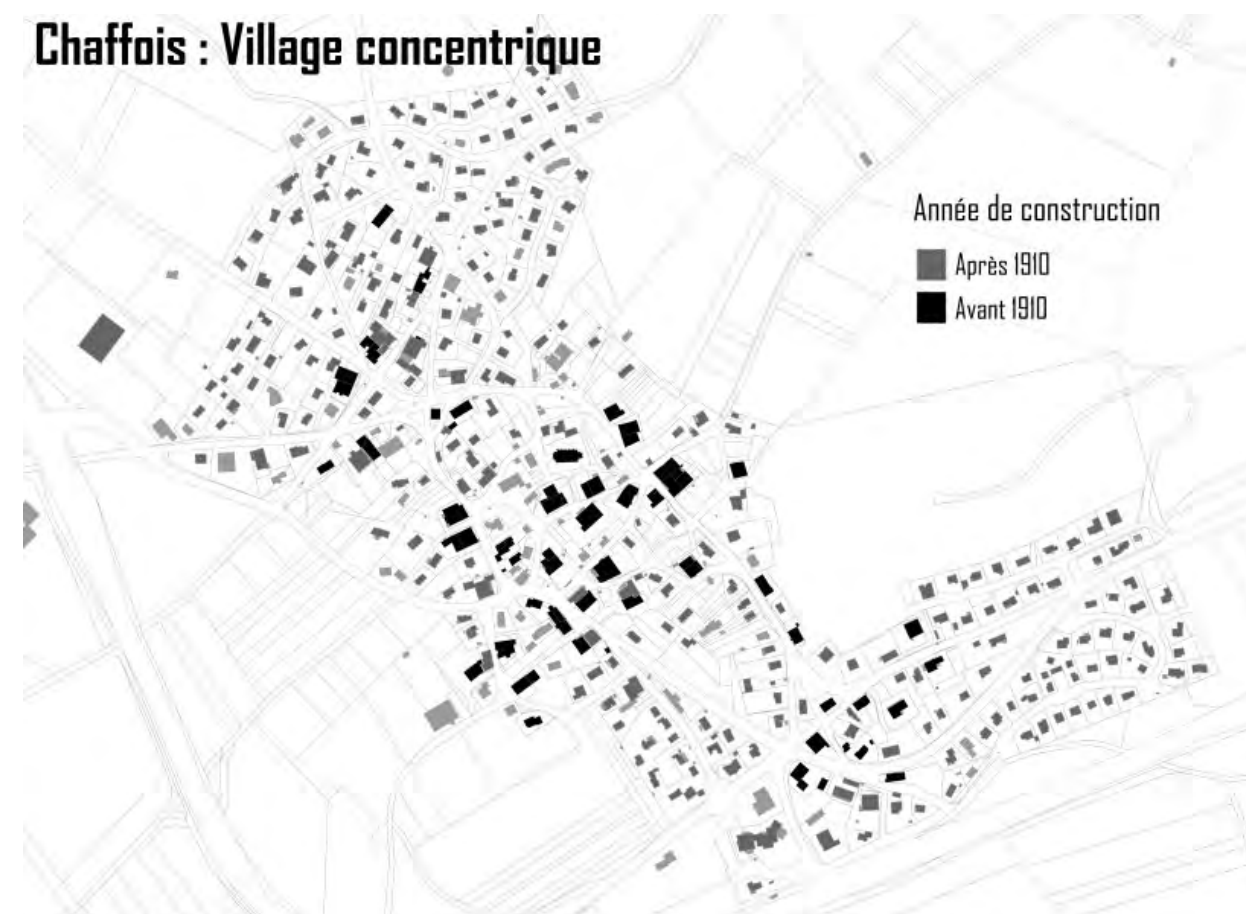 Chaffois : Village concentrique
Année de construction
Après 1910
Avant 1910